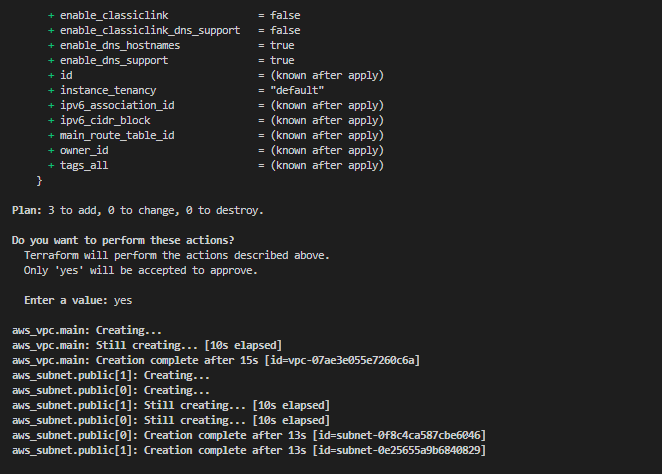 + enable_classiclink = false
+ enable_classiclink_dns_support = false
+ enable_dns_hostnames = true
+ enable_dns_support = true
+ id = (known after apply)
+ instance_tenancy = "default"
+ ipv6_association_id = (known after apply)
+ ipv6_cidr_block = (known after apply)
+ main_route_table_id = (known after apply)
+ owner_id = (known after apply)
+ tags_all = (known after apply)
}
Plan: 3 to add, 0 to change, 0 to destroy.
Do you want to perform these actions?
Terraform will perform the actions described above.
Only 'yes' will be accepted to approve.
Enter a value: yes
aws_vpc.main: Creating...
aws_vpc.main: Still creating... [10s elapsed]
aws_vpc.main: Creation complete after 15s [id=vpc-07ae3e055e7260c6a]
aws_subnet.public[1]: Creating...
aws_subnet.public[0]: Creating...
aws_subnet.public[1]: Still creating... [10s elapsed]
aws_subnet.public[0]: Still creating... [10s elapsed]
aws_subnet.public[0]: Creation complete after 13s [id=subnet-0f8c4ca587cbe6046]
aws_subnet.public[1]: Creation complete after 13s [id=subnet-0e25655a9b6840829]